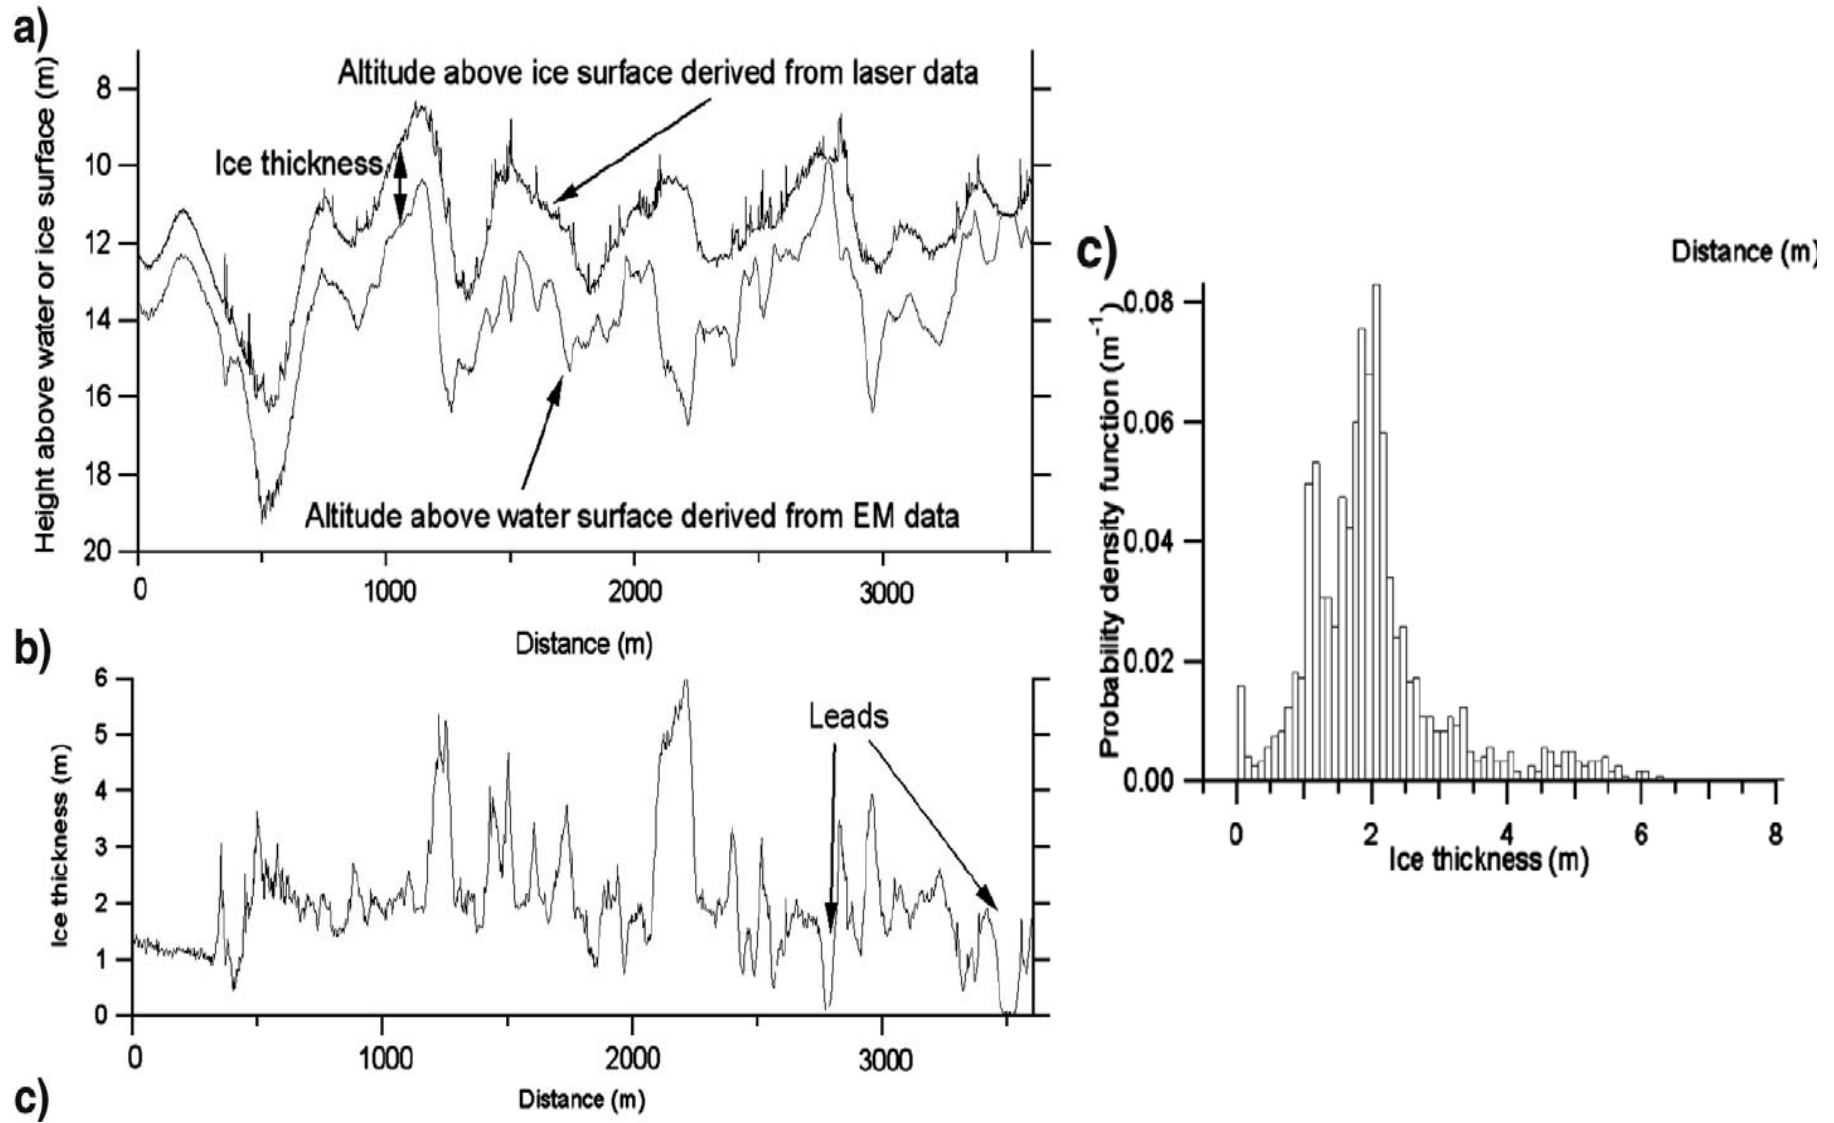 a)
Height above water or ice surface (m)
8
10
12
14
16
18
20
Altitude above ice surface derived from laser data
Ice thickness
Altitude above water surface derived from EM data
0
1000
2000
3000
Distance (m)
b)
Ice thickness (m)
6
5
4
3
2
1
0
Leads
0
1000
2000
3000
Distance (m)
c)
c)
Distance (m)
Probability density function (m⁻¹)
0.08
0.06
0.04
0.02
0.00
0
2
4
6
8
Ice thickness (m)